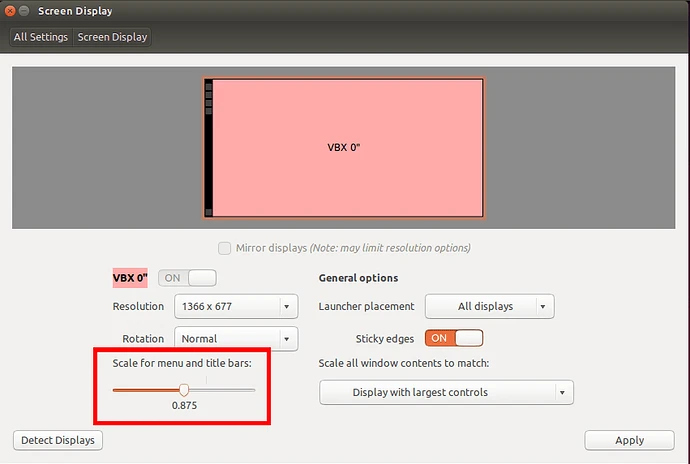 Screen Display
All Settings Screen Display
VBX 0"
Mirror displays (Note: may limit resolution options)
VBX 0" ON
Resolution 1366 x 677
Rotation Normal
Scale for menu and title bars:
0.875
General options
Launcher placement All displays
Sticky edges ON
Scale all window contents to match:
Display with largest controls
Detect Displays
Apply